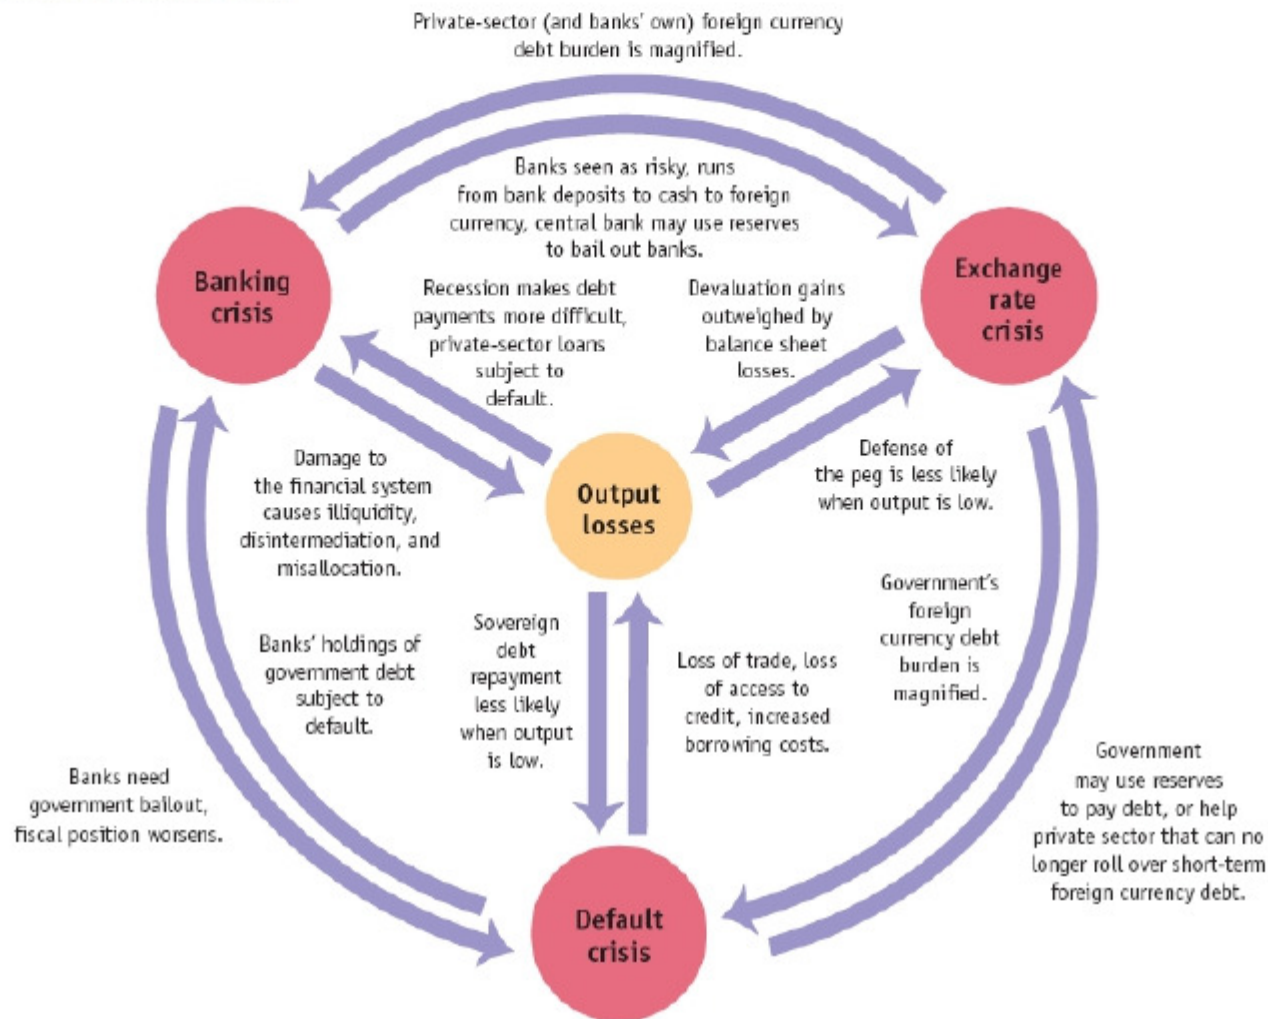 Private-sector (and banks' own) foreign currency
debt burden is magnified.
Banks seen as risky, runs
from bank deposits to cash to foreign
currency, central bank may use reserves
to bail out banks.
Banking
crisis
Exchange
rate
crisis
Recession makes debt
payments more difficult,
private-sector loans
subject to
default.
Devaluation gains
outweighed by
balance sheet
losses.
Damage to
the financial system
causes illiquidity,
disintermediation, and
misallocation.
Output
losses
Defense of
the peg is less likely
when output is low.
Banks' holdings of
government debt
subject to
default.
Sovereign
debt
repayment
less likely
when output
is low.
Loss of trade, loss
of access to
credit, increased
borrowing costs.
Government's
foreign
currency debt
burden is
magnified.
Banks need
government bailout,
fiscal position worsens.
Government
may use reserves
to pay debt, or help
private sector that can no
longer roll over short-term
foreign currency debt.
Default
crisis